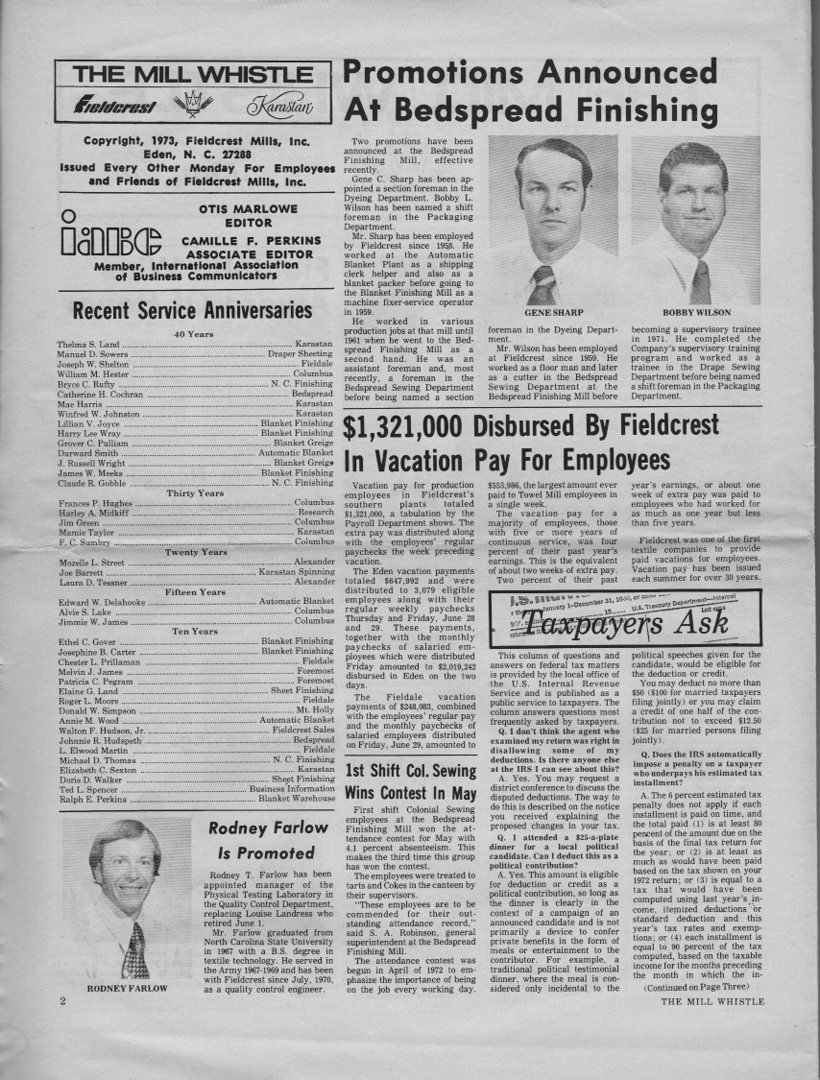 THE MILL WHISTLE
Fieldcrest
Karastan
Copyright, 1973, Fieldcrest Mills, Inc.
Eden, N. C. 27288
Issued Every Other Monday For Employees
and Friends of Fieldcrest Mills, Inc.
OTIS MARLOWE
EDITOR
CAMILLE F. PERKINS
ASSOCIATE EDITOR
Member, International Association
of Business Communicators
Recent Service Anniversaries
40 Years
Thelma S. Land ... Karastan
Manuel D. Sowers ... Draper Sheeting
Joseph W. Shelton ... Fieldale
William M. Hester ... Columbus
Bryce C. Rufty ... N. C. Finishing
Catherine H. Cochran ... Bedspread
Mae Harris ... Karastan
Winfred W. Johnston ... Karastan
Lillian V. Joyce ... Blanket Finishing
Harry Lee Wray ... Blanket Finishing
Grover C. Pulliam ... Blanket Greige
Durward Smith ... Automatic Blanket
J. Russell Wright ... Blanket Greige
James W. Meeks ... Blanket Finishing
Claude R. Gobble ... N. C. Finishing
Thirty Years
Frances P. Hughes ... Columbus
Harley A. Midkiff ... Research
Jim Green ... Columbus
Mamie Taylor ... Karastan
F. C. Sumbry ... Columbus
Twenty Years
Mozelle L. Street ... Alexander
Joe Barrett ... Karastan Spinning
Laura D. Tessner ... Alexander
Fifteen Years
Edward W. Delahooke ... Automatic Blanket
Alvie S. Lake ... Columbus
Jimmie W. James ... Columbus
Ten Years
Ethel C. Gover ... Blanket Finishing
Josephine B. Carter ... Blanket Finishing
Chester L. Prillaman ... Fieldale
Melvin J. James ... Foremost
Patricia C. Pegram ... Foremost
Elaine G. Land ... Sheet Finishing
Roger L. Moore ... Fieldale
Donald W. Simpson ... Mt. Holly
Annie M. Wood ... Automatic Blanket
Walton F. Hudson, Jr. ... Fieldcrest Sales
Johnnie R. Hudspeth ... Bedspread
L. Elwood Martin ... Fieldale
Michael D. Thomas ... N. C. Finishing
Elizabeth C. Sexton ... Karastan
Doris D. Walker ... Sheet Finishing
Ted L. Spencer ... Business Information
Ralph E. Perkins ... Blanket Warehouse
RODNEY FARLOW
Rodney Farlow
Is Promoted
Rodney T. Farlow has been
appointed manager of the
Physical Testing Laboratory in
the Quality Control Department,
replacing Louise Landress who
retired June 1.
Mr. Farlow graduated from
North Carolina State University
in 1967 with a B.S. degree in
textile technology. He served in
the Army 1967-1969 and has been
with Fieldcrest since July, 1970,
as a quality control engineer.
Promotions Announced
At Bedspread Finishing
Two promotions have been
announced at the Bedspread
Finishing Mill, effective
recently.
Gene C. Sharp has been ap-
pointed a section foreman in the
Dyeing Department. Bobby L.
Wilson has been named a shift
foreman in the Packaging
Department.
Mr. Sharp has been employed
by Fieldcrest since 1958. He
worked at the Automatic
Blanket Plant as a shipping
clerk helper and also as a
blanket packer before going to
the Blanket Finishing Mill as a
machine fixer-service operator
in 1959.
He worked in various
production jobs at that mill until
1961 when he went to the Bed-
spread Finishing Mill as a
second hand. He was an
assistant foreman and, most
recently, a foreman in the
Bedspread Sewing Department
before being named a section
GENE SHARP
foreman in the Dyeing Depart-
ment.
Mr. Wilson has been employed
at Fieldcrest since 1959. He
worked as a floor man and later
as a cutter in the Bedspread
Sewing Department at the
Bedspread Finishing Mill before
BOBBY WILSON
becoming a supervisory trainee
in 1971. He completed the
Company's supervisory training
program and worked as a
trainee in the Drape Sewing
Department before being named
a shift foreman in the Packaging
Department.
$1,321,000 Disbursed By Fieldcrest
In Vacation Pay For Employees
Vacation pay for production
employees in Fieldcrest's
southern plants totaled
$1,321,000, a tabulation by the
Payroll Department shows. The
extra pay was distributed along
with the employees' regular
paychecks the week preceding
vacation.
The Eden vacation payments
totaled $647,992 and were
distributed to 3,079 eligible
employees along with their
regular weekly paychecks
Thursday and Friday, June 28
and 29. These payments,
together with the monthly
paychecks of salaried em-
ployees which were distributed
Friday amounted to $2,019,242
disbursed in Eden on the two
days.
The Fieldale vacation
payments of $248,083, combined
with the employees' regular pay
and the monthly paychecks of
salaried employees distributed
on Friday, June 29, amounted to
$553,986, the largest amount ever
paid to Towel Mill employees in
a single week.
The vacation pay for a
majority of employees, those
with five or more years of
continuous service, was four
percent of their past year's
earnings. This is the equivalent
of about two weeks of extra pay.
Two percent of their past
year's earnings, or about one
week of extra pay was paid to
employees who had worked for
as much as one year but less
than five years.
Fieldcrest was one of the first
textile companies to provide
paid vacations for employees.
Vacation pay has been issued
each summer for over 30 years.
1st Shift Col. Sewing
Wins Contest In May
First shift Colonial Sewing
employees at the Bedspread
Finishing Mill won the at-
tendance contest for May with
4.1 percent absenteeism. This
makes the third time this group
has won the contest.
The employees were treated to
tarts and Cokes in the canteen by
their supervisors.
"These employees are to be
commended for their out-
standing attendance record,"
said S. A. Robinson, general
superintendent at the Bedspread
Finishing Mill.
The attendance contest was
begun in April of 1972 to em-
phasize the importance of being
on the job every working day.
January 1-December 31,
U.S. Treasury Department—Internal
Last name
Taxpayers Ask
This column of questions and
answers on federal tax matters
is provided by the local office of
the U.S. Internal Revenue
Service and is published as a
public service to taxpayers. The
column answers questions most
frequently asked by taxpayers.
Q. I don't think the agent who
examined my return was right in
disallowing some of my
deductions. Is there anyone else
at the IRS I can see about this?
A. Yes. You may request a
district conference to discuss the
disputed deductions. The way to
do this is described on the notice
you received explaining the
proposed changes in your tax.
Q. I attended a $25-a-plate
dinner for a local political
candidate. Can I deduct this as a
political contribution?
A. Yes. This amount is eligible
for deduction or credit as a
political contribution, so long as
the dinner is clearly in the
context of a campaign of an
announced candidate and is not
primarily a device to confer
private benefits in the form of
meals or entertainment to the
contributor. For example, a
traditional political testimonial
dinner, where the meal is con-
sidered only incidental to the
political speeches given for the
candidate, would be eligible for
the deduction or credit.
You may deduct no more than
$50 ($100 for married taxpayers
filing jointly) or you may claim
a credit of one half of the con-
tribution not to exceed $12.50
($25 for married persons filing
jointly).
Q. Does the IRS automatically
impose a penalty on a taxpayer
who underpays his estimated tax
installment?
A. The 6 percent estimated tax
penalty does not apply if each
installment is paid on time, and
the total paid (1) is at least 80
percent of the amount due on the
basis of the final tax return for
the year; or (2) is at least as
much as would have been paid
based on the tax shown on your
1972 return; or (3) is equal to a
tax that would have been
computed using last year's in-
come, itemized deductions or
standard deduction and this
year's tax rates and exemp-
tions; or (4) each installment is
equal to 90 percent of the tax
computed, based on the taxable
income for the months preceding
the month in which the in-
(Continued on Page Three)
2
THE MILL WHISTLE